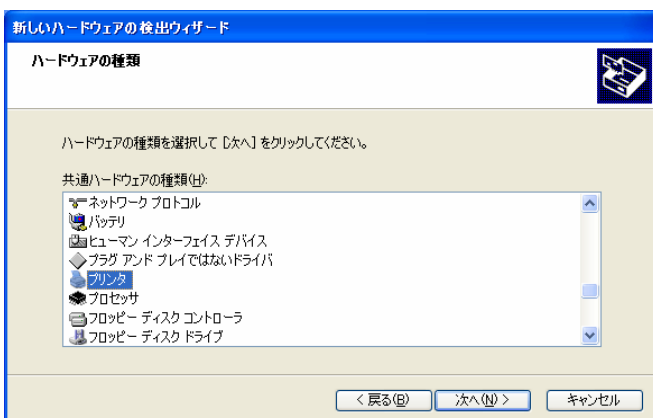 新しいハードウェアの検出ウィザード
ハードウェアの種類
ハードウェアの種類を選択して [次へ] をクリックしてください。
共通ハードウェアの種類(H):
ネットワーク プロトコル
バッテリ
ヒューマン インターフェイス デバイス
プラグ アンド プレイではないドライバ
プリンタ
プロセッサ
フロッピー ディスク コントローラ
フロッピー ディスク ドライブ
< 戻る(B) 次へ(N) > キャンセル